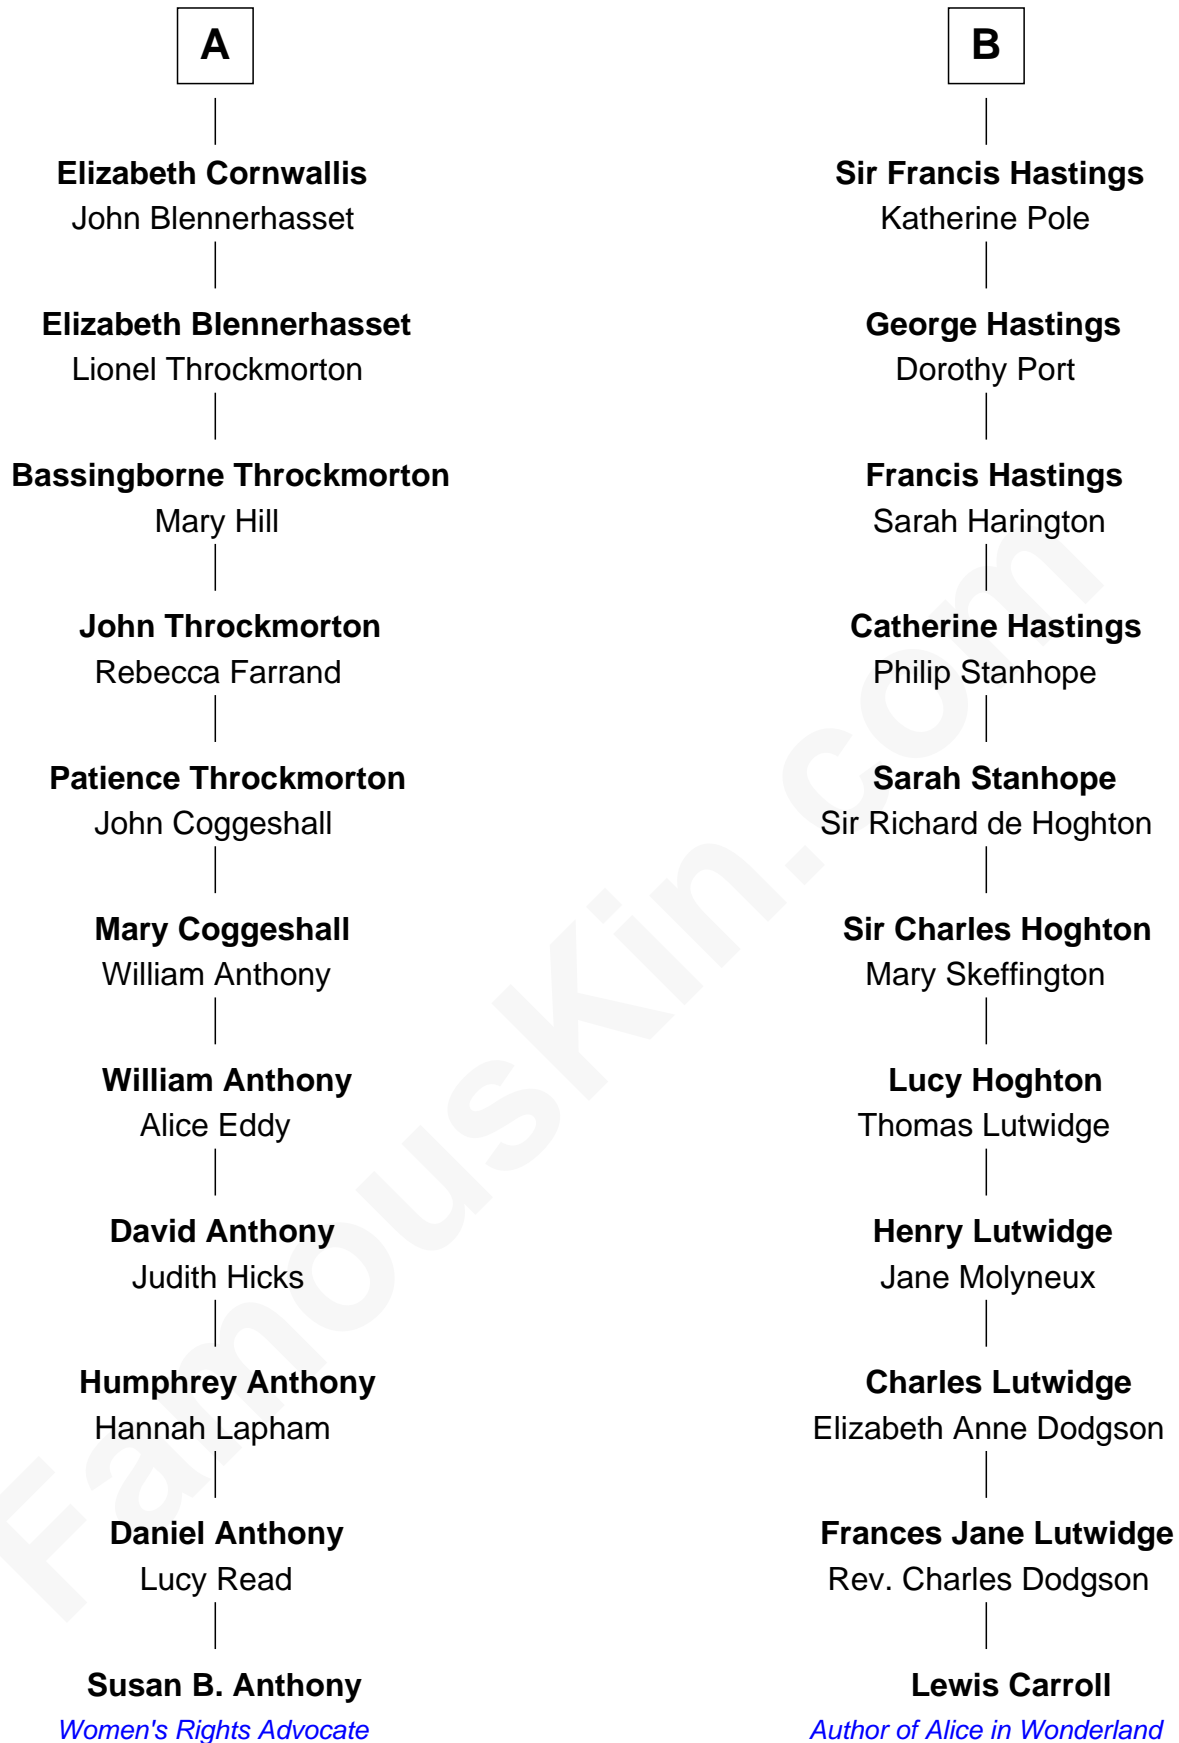 A
Elizabeth Cornwallis
John Blennerhasset
Elizabeth Blennerhasset
Lionel Throckmorton
Bassingborne Throckmorton
Mary Hill
John Throckmorton
Rebecca Farrand
Patience Throckmorton
John Coggeshall
Mary Coggeshall
William Anthony
William Anthony
Alice Eddy
David Anthony
Judith Hicks
Humphrey Anthony
Hannah Lapham
Daniel Anthony
Lucy Read
Susan B. Anthony
Women's Rights Advocate
B
Sir Francis Hastings
Katherine Pole
George Hastings
Dorothy Port
Francis Hastings
Sarah Harington
Catherine Hastings
Philip Stanhope
Sarah Stanhope
Sir Richard de Hoghton
Sir Charles Hoghton
Mary Skeffington
Lucy Hoghton
Thomas Lutwidge
Henry Lutwidge
Jane Molyneux
Charles Lutwidge
Elizabeth Anne Dodgson
Frances Jane Lutwidge
Rev. Charles Dodgson
Lewis Carroll
Author of Alice in Wonderland
FamousKin.com